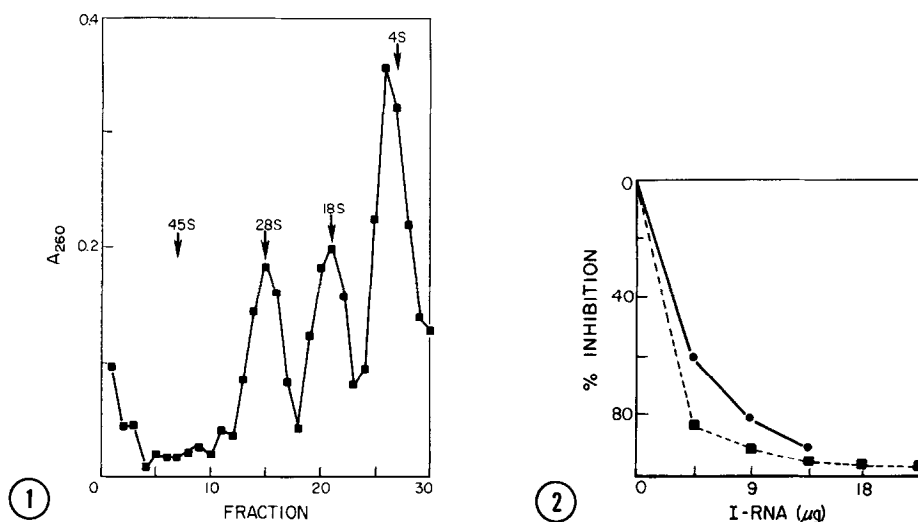 0.4
0.2
0
A260
45S
28S
18S
4S
0 10 20 30
FRACTION
1
0
40
80
% INHIBITION
0 9 18
I-RNA (μg)
2